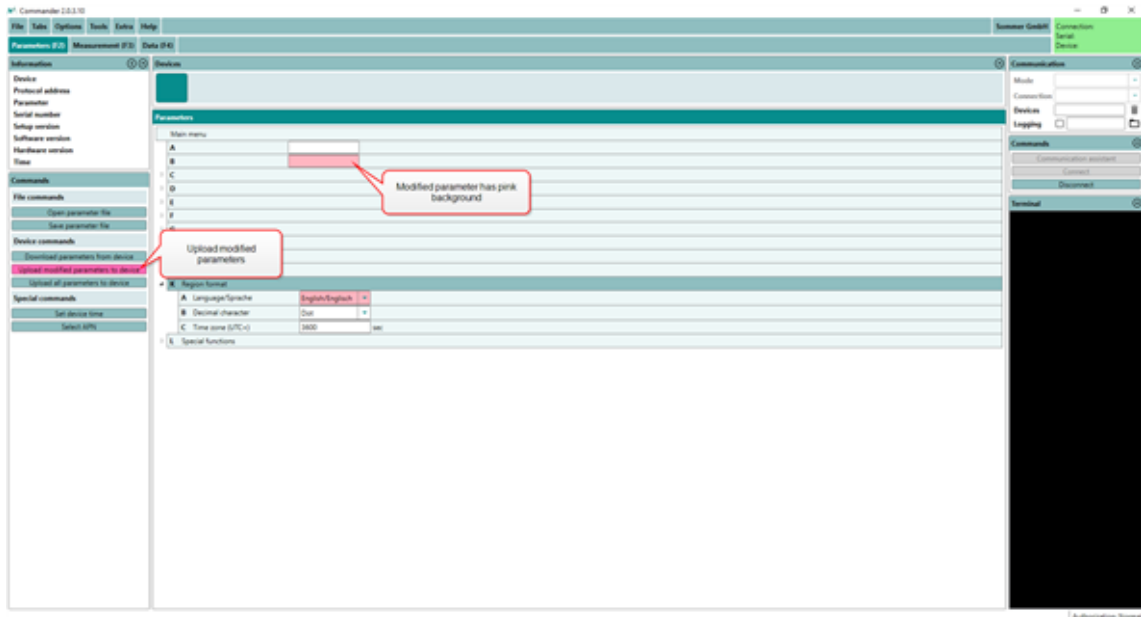 Commander 2.0.3.10
File Tabs Options Tools Extra Help
Sommer GmbH
Connection:
Serial:
Device:
Parameters (F2) Measurement (F3) Data (F4)
Information
Device
Protocol address
Parameter
Serial number
Setup version
Software version
Hardware version
Time
Commands
File commands
Open parameter file
Save parameter file
Device commands
Download parameters from device
Upload modified parameters to device
Upload all parameters to device
Special commands
Set device time
Select APN
Devices
Parameters
Main menu
A
B
C
D
E
F
G
Modified parameter has pink
background
Upload modified
parameters
K Region format
A Language/Sprache English/Englisch
B Decimal character Dot
C Time zone (UTC+) 3600 sec
L Special functions
Communication
Mode
Connection
Devices
Logging
Commands
Communication assistant
Connect
Disconnect
Terminal